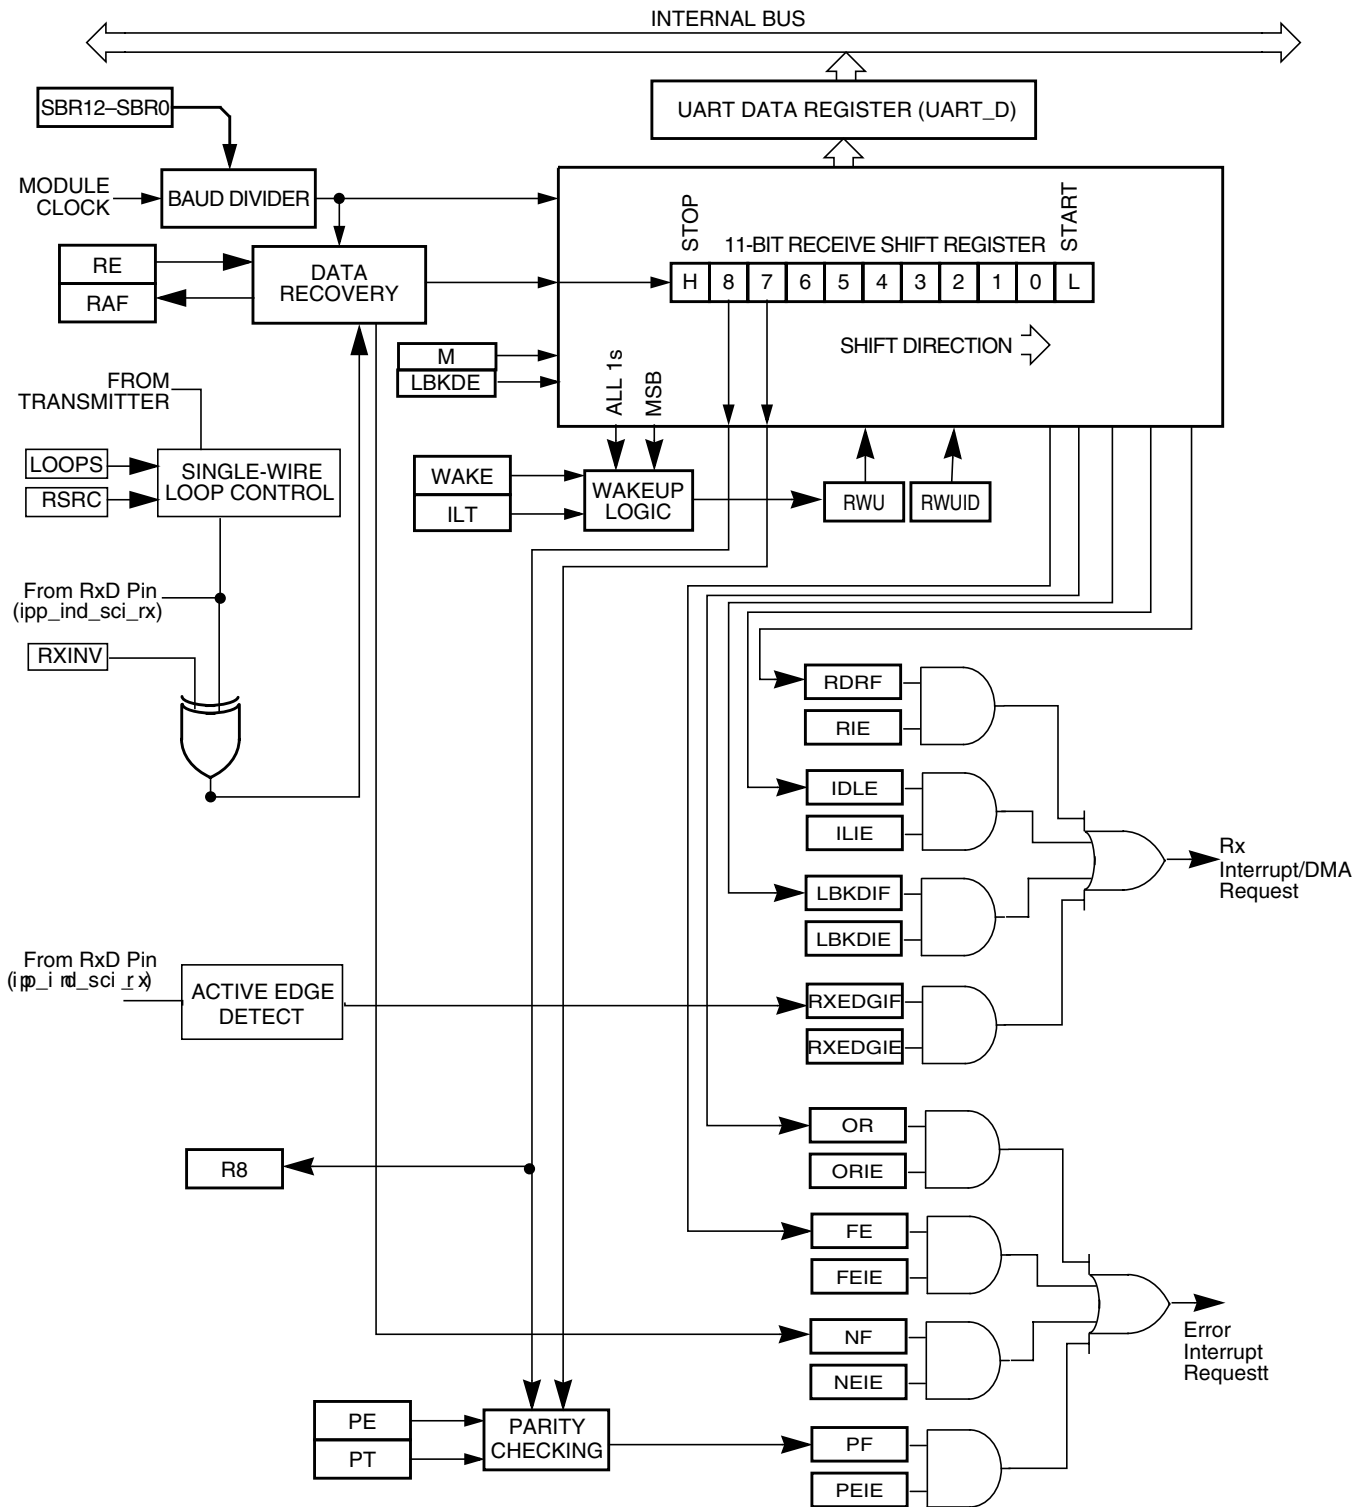 INTERNAL BUS
SBR12–SBR0
UART DATA REGISTER (UART_D)
MODULE
CLOCK
BAUD DIVIDER
STOP
START
11-BIT RECEIVE SHIFT REGISTER
RE
RAF
DATA
RECOVERY
H 8 7 6 5 4 3 2 1 0 L
M
LBKDE
SHIFT DIRECTION
ALL 1s
MSB
FROM
TRANSMITTER
LOOPS
RSRC
SINGLE-WIRE
LOOP CONTROL
WAKE
ILT
WAKEUP
LOGIC
RWU
RWUID
From RxD Pin
(ipp_ind_sci_rx)
RXINV
RDRF
RIE
IDLE
ILIE
Rx
Interrupt/DMA
Request
LBKDIF
LBKDIE
From RxD Pin
(ipp_ind_sci_rx)
ACTIVE EDGE
DETECT
RXEDGIF
RXEDGIE
OR
ORIE
R8
FE
FEIE
NF
NEIE
Error
Interrupt
Requestt
PE
PT
PARITY
CHECKING
PF
PEIE